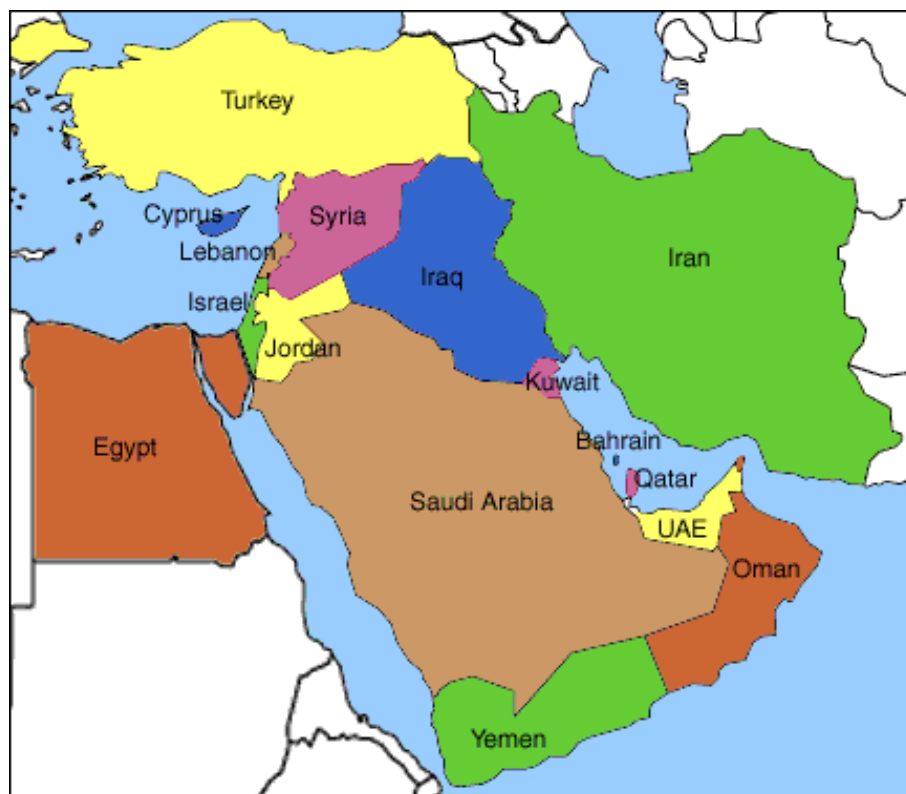 Turkey
Cyprus
Syria
Lebanon
Iran
Iraq
Israel
Jordan
Kuwait
Bahrain
Egypt
Qatar
Saudi Arabia
UAE
Oman
Yemen